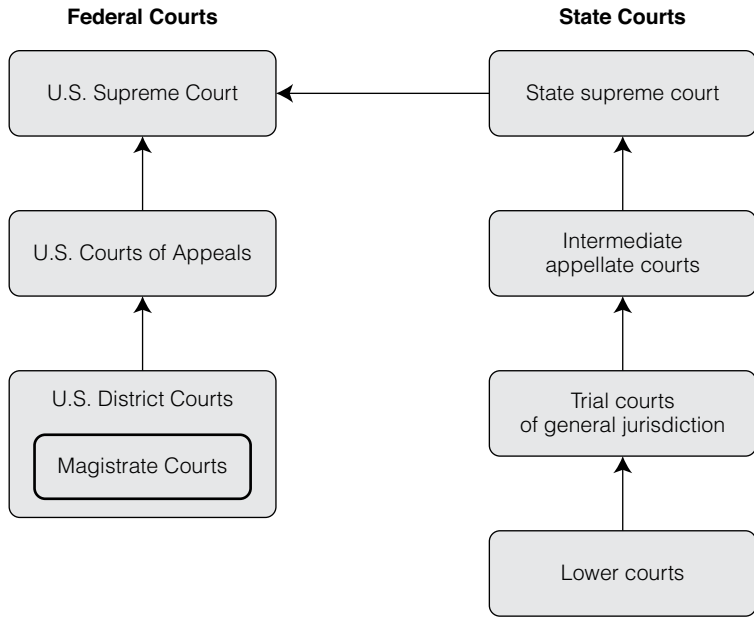 Federal Courts
State Courts
U.S. Supreme Court
State supreme court
U.S. Courts of Appeals
Intermediate
appellate courts
U.S. District Courts
Magistrate Courts
Trial courts
of general jurisdiction
Lower courts